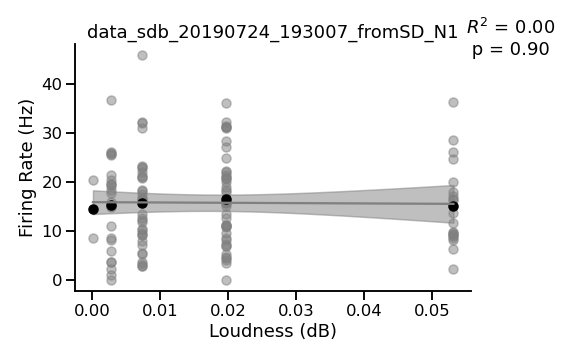 data_sdb_20190724_193007_fromSD_N1
R² = 0.00
p = 0.90
Firing Rate (Hz)
40
30
20
10
0
0.00 0.01 0.02 0.03 0.04 0.05
Loudness (dB)